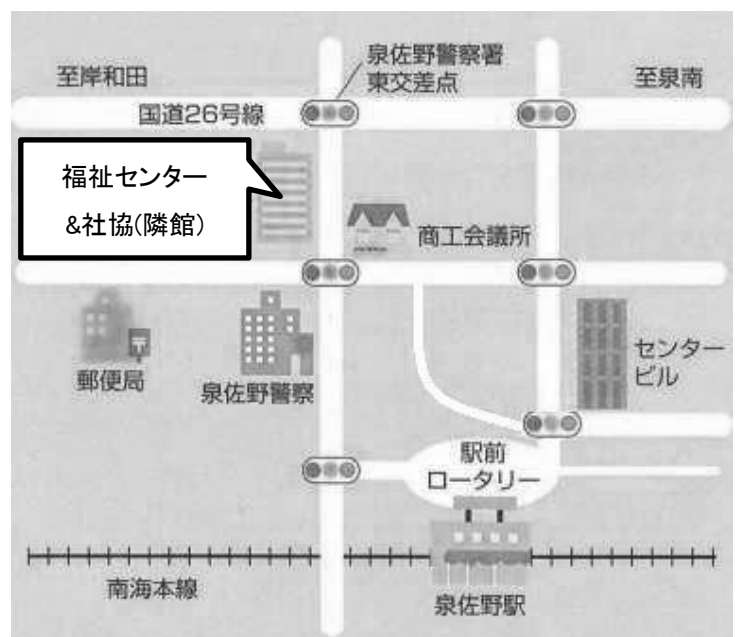 泉佐野警察署
東交差点
至岸和田
至泉南
国道26号線
福祉センター
&社協(隣館)
商工会議所
郵便局
泉佐野警察
センター
ビル
駅前
ロータリー
南海本線
泉佐野駅